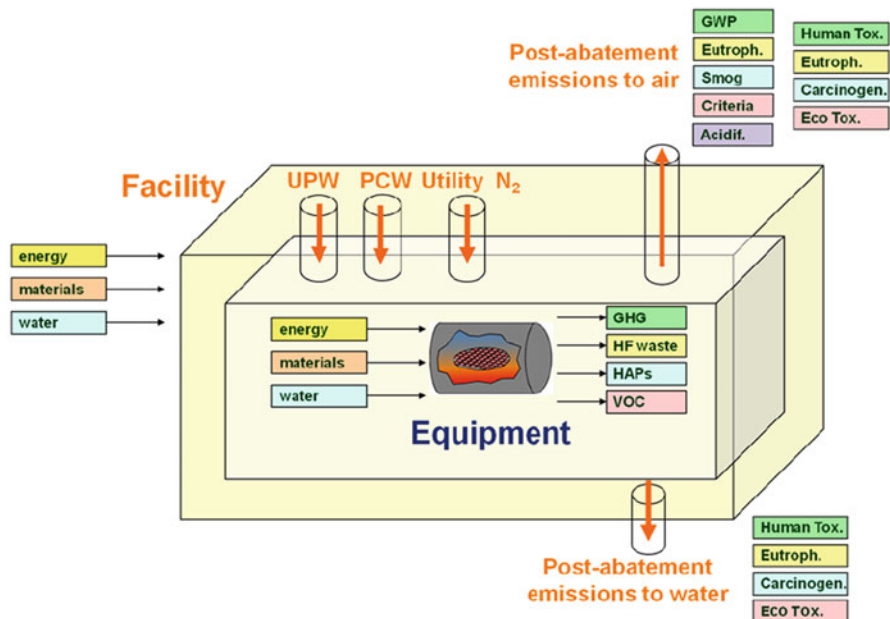 Post-abatement
emissions to air
GWP
Eutroph.
Smog
Criteria
Acidif.
Human Tox.
Eutroph.
Carcinogen.
Eco Tox.
Facility
UPW PCW Utility N₂
energy
materials
water
energy
materials
water
GHG
HF waste
HAPs
VOC
Equipment
Post-abatement
emissions to water
Human Tox.
Eutroph.
Carcinogen.
Eco Tox.